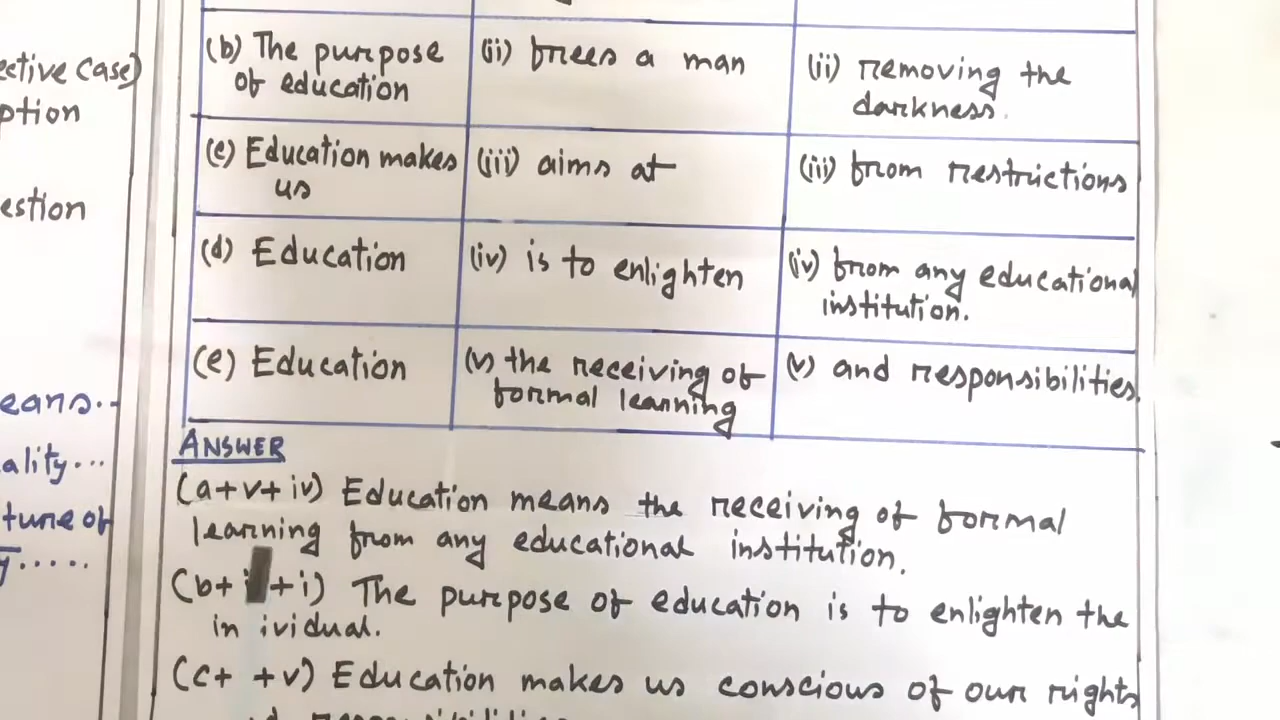 ective case)
ption
estion
eans...
ality...
ture of
(b) The purpose of education
(ii) frees a man
(ii) removing the darkness.
(c) Education makes us
(iii) aims at
(iii) from restrictions
(d) Education
(iv) is to enlighten
(iv) from any educational institution.
(e) Education
(v) the receiving of formal learning
(v) and responsibilities.
ANSWER
(a+v+iv) Education means the receiving of formal
learning from any educational institution.
(b+i +i) The purpose of education is to enlighten the
in ividual.
(c+ +v) Education makes us conscious of our rights